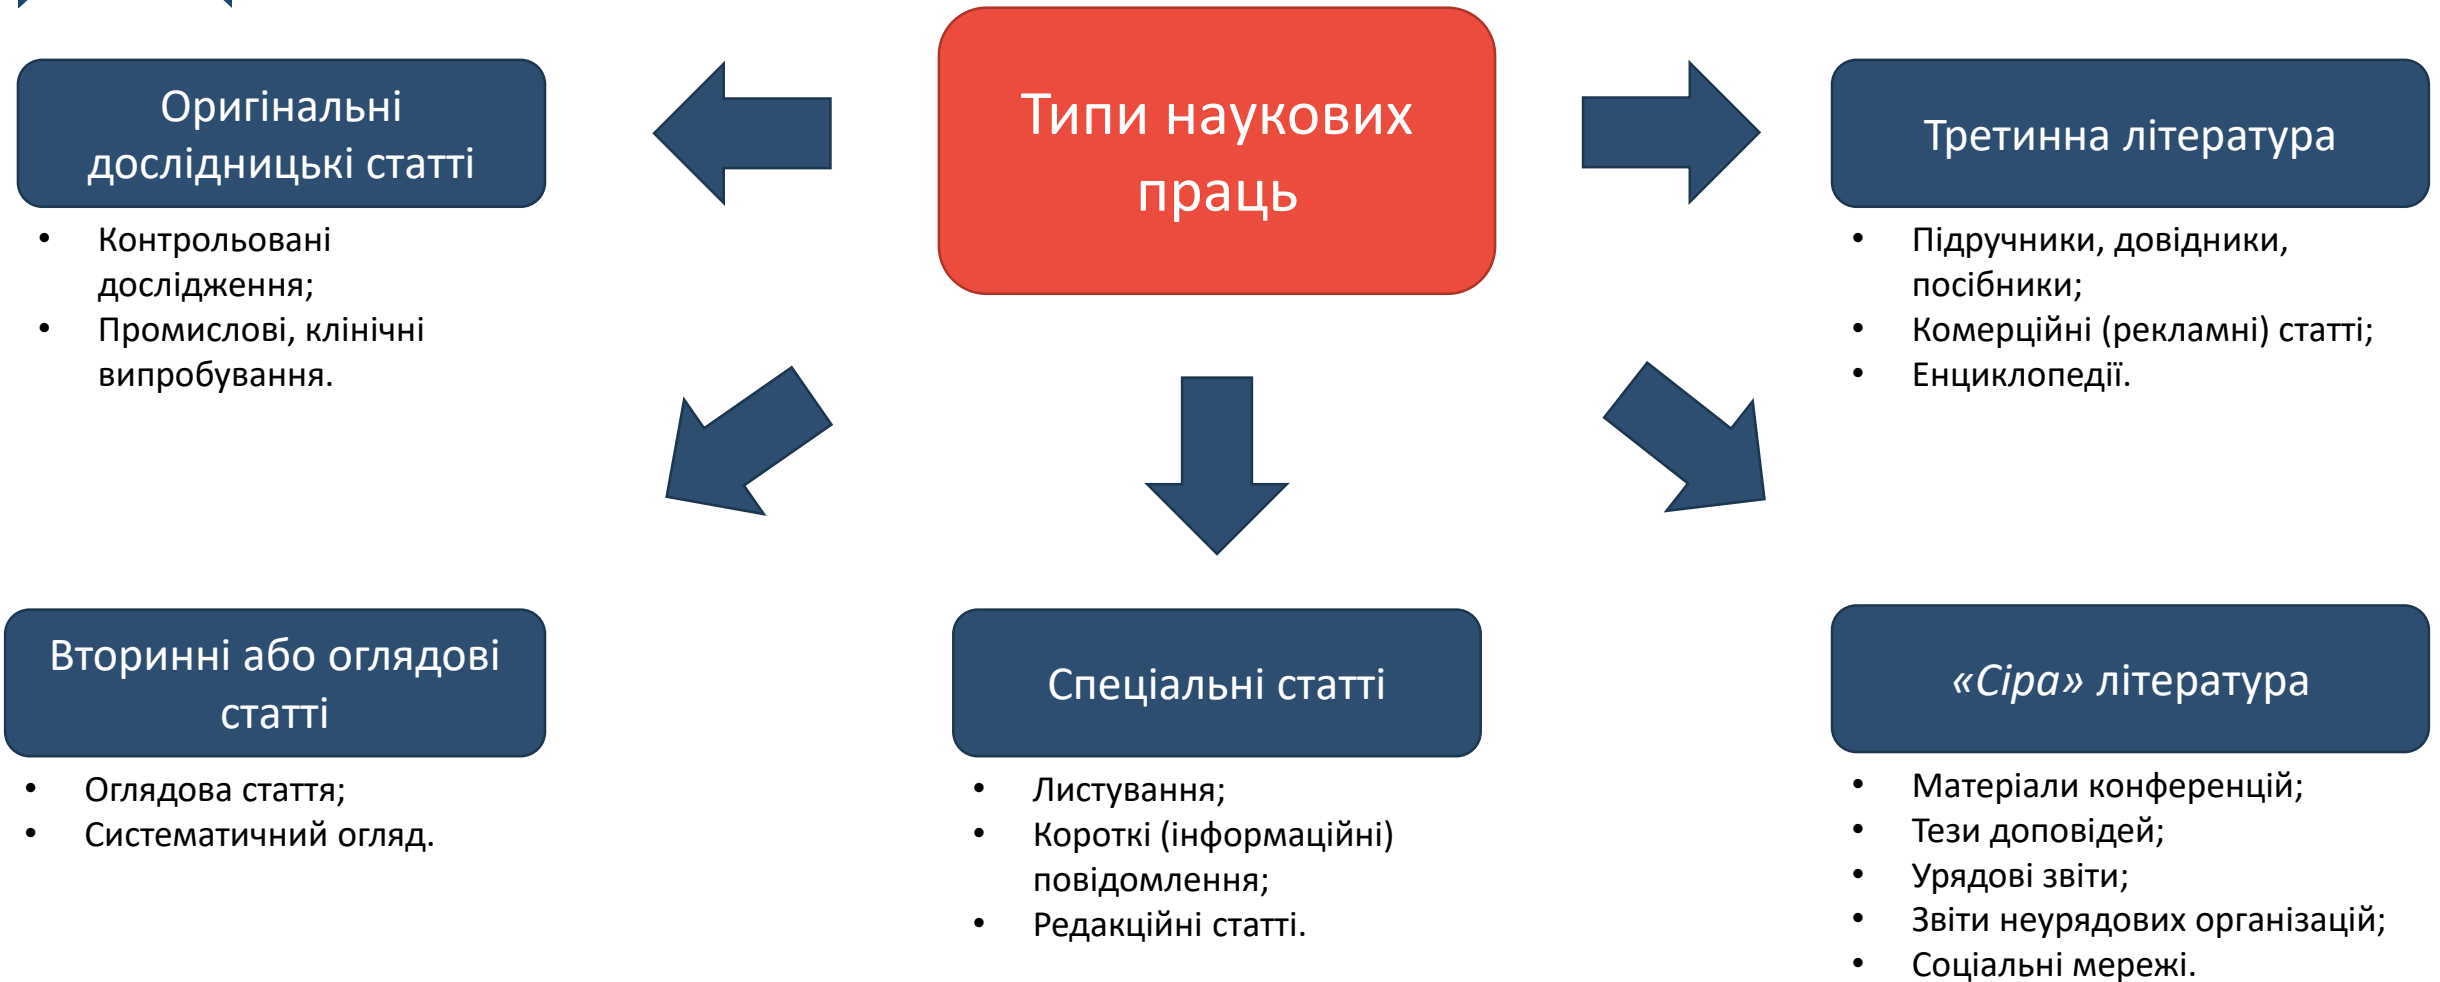 Типи наукових
праць
Оригінальні
дослідницькі статті
• Контрольовані
дослідження;
• Промислові, клінічні
випробування.
Третинна література
• Підручники, довідники,
посібники;
• Комерційні (рекламні) статті;
• Енциклопедії.
Вторинні або оглядові
статті
• Оглядова стаття;
• Систематичний огляд.
Спеціальні статті
• Листування;
• Короткі (інформаційні)
повідомлення;
• Редакційні статті.
«Сіра» література
• Матеріали конференцій;
• Тези доповідей;
• Урядові звіти;
• Звіти неурядових організацій;
• Соціальні мережі.